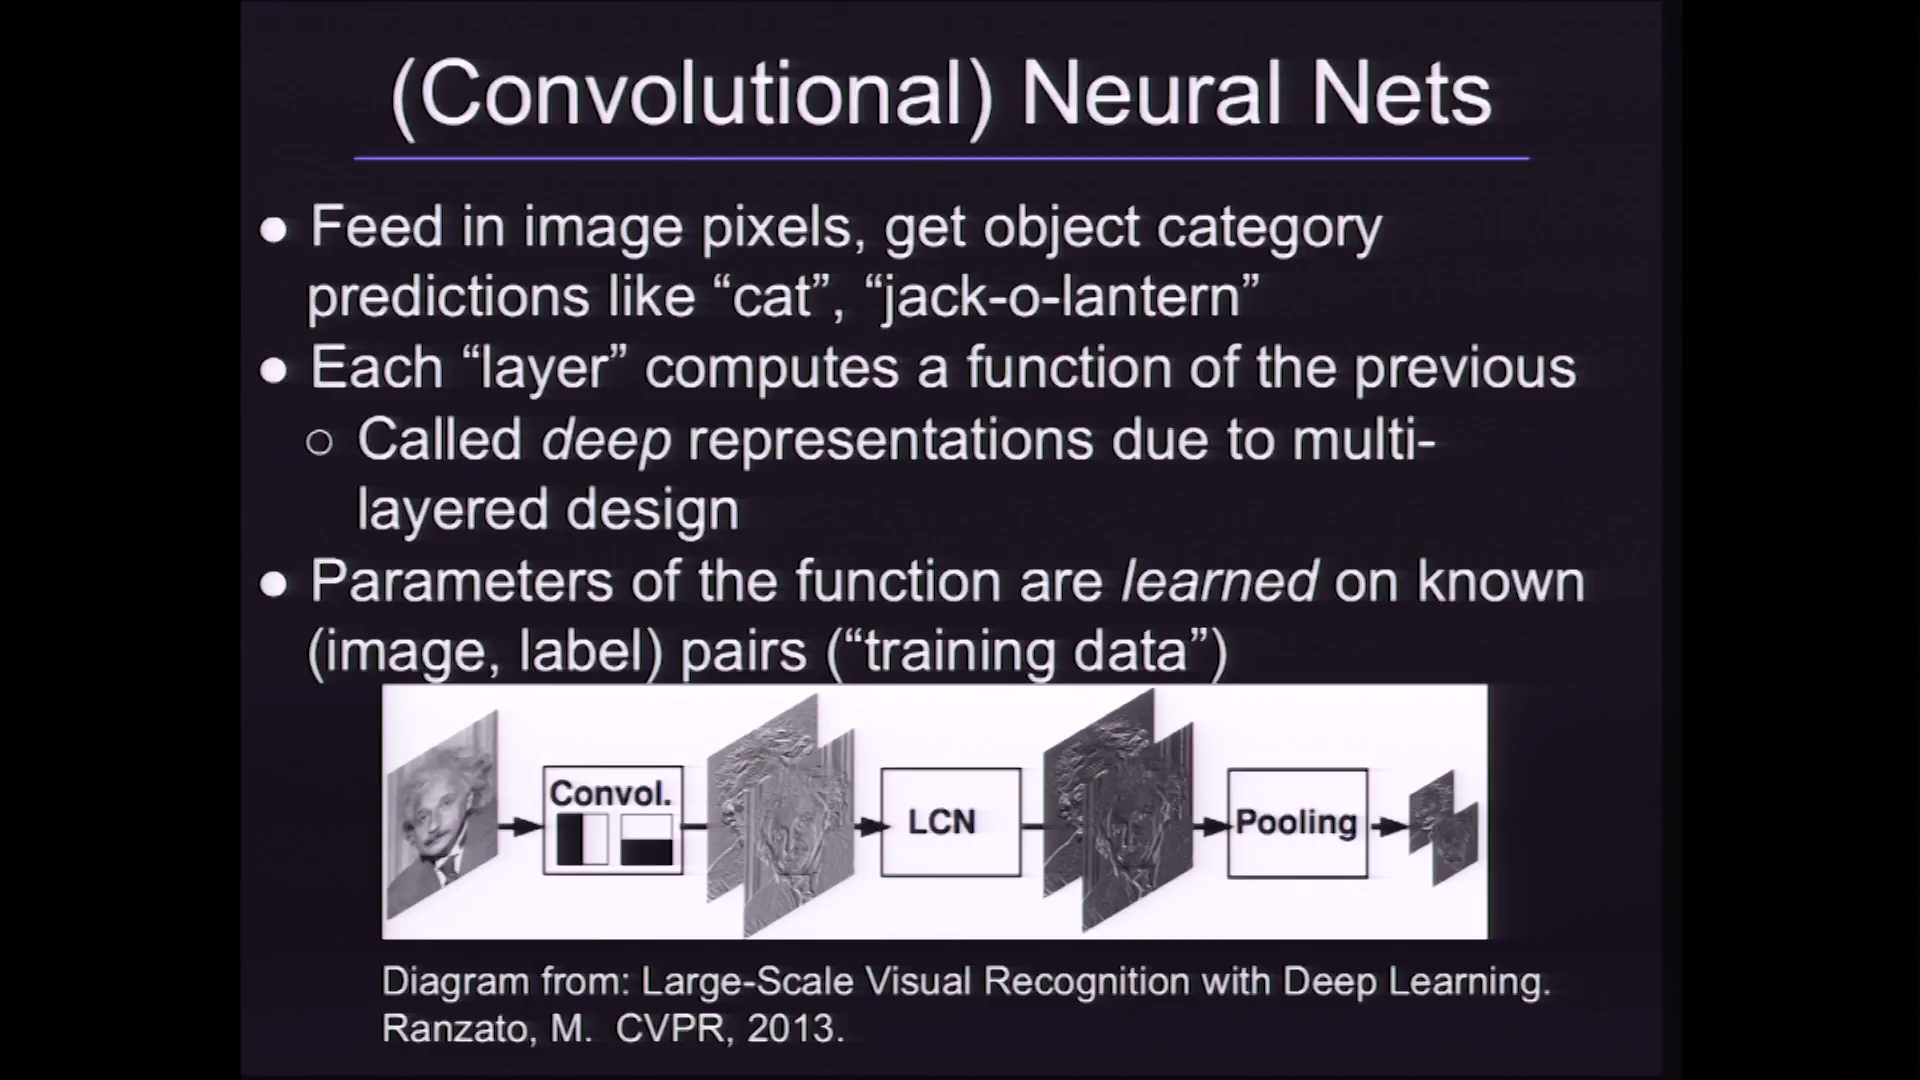 (Convolutional) Neural Nets
● Feed in image pixels, get object category
predictions like “cat”, “jack-o-lantern”
● Each “layer” computes a function of the previous
○ Called deep representations due to multi-
layered design
● Parameters of the function are learned on known
(image, label) pairs (“training data”)
Convol.
LCN
Pooling
Diagram from: Large-Scale Visual Recognition with Deep Learning.
Ranzato, M. CVPR, 2013.